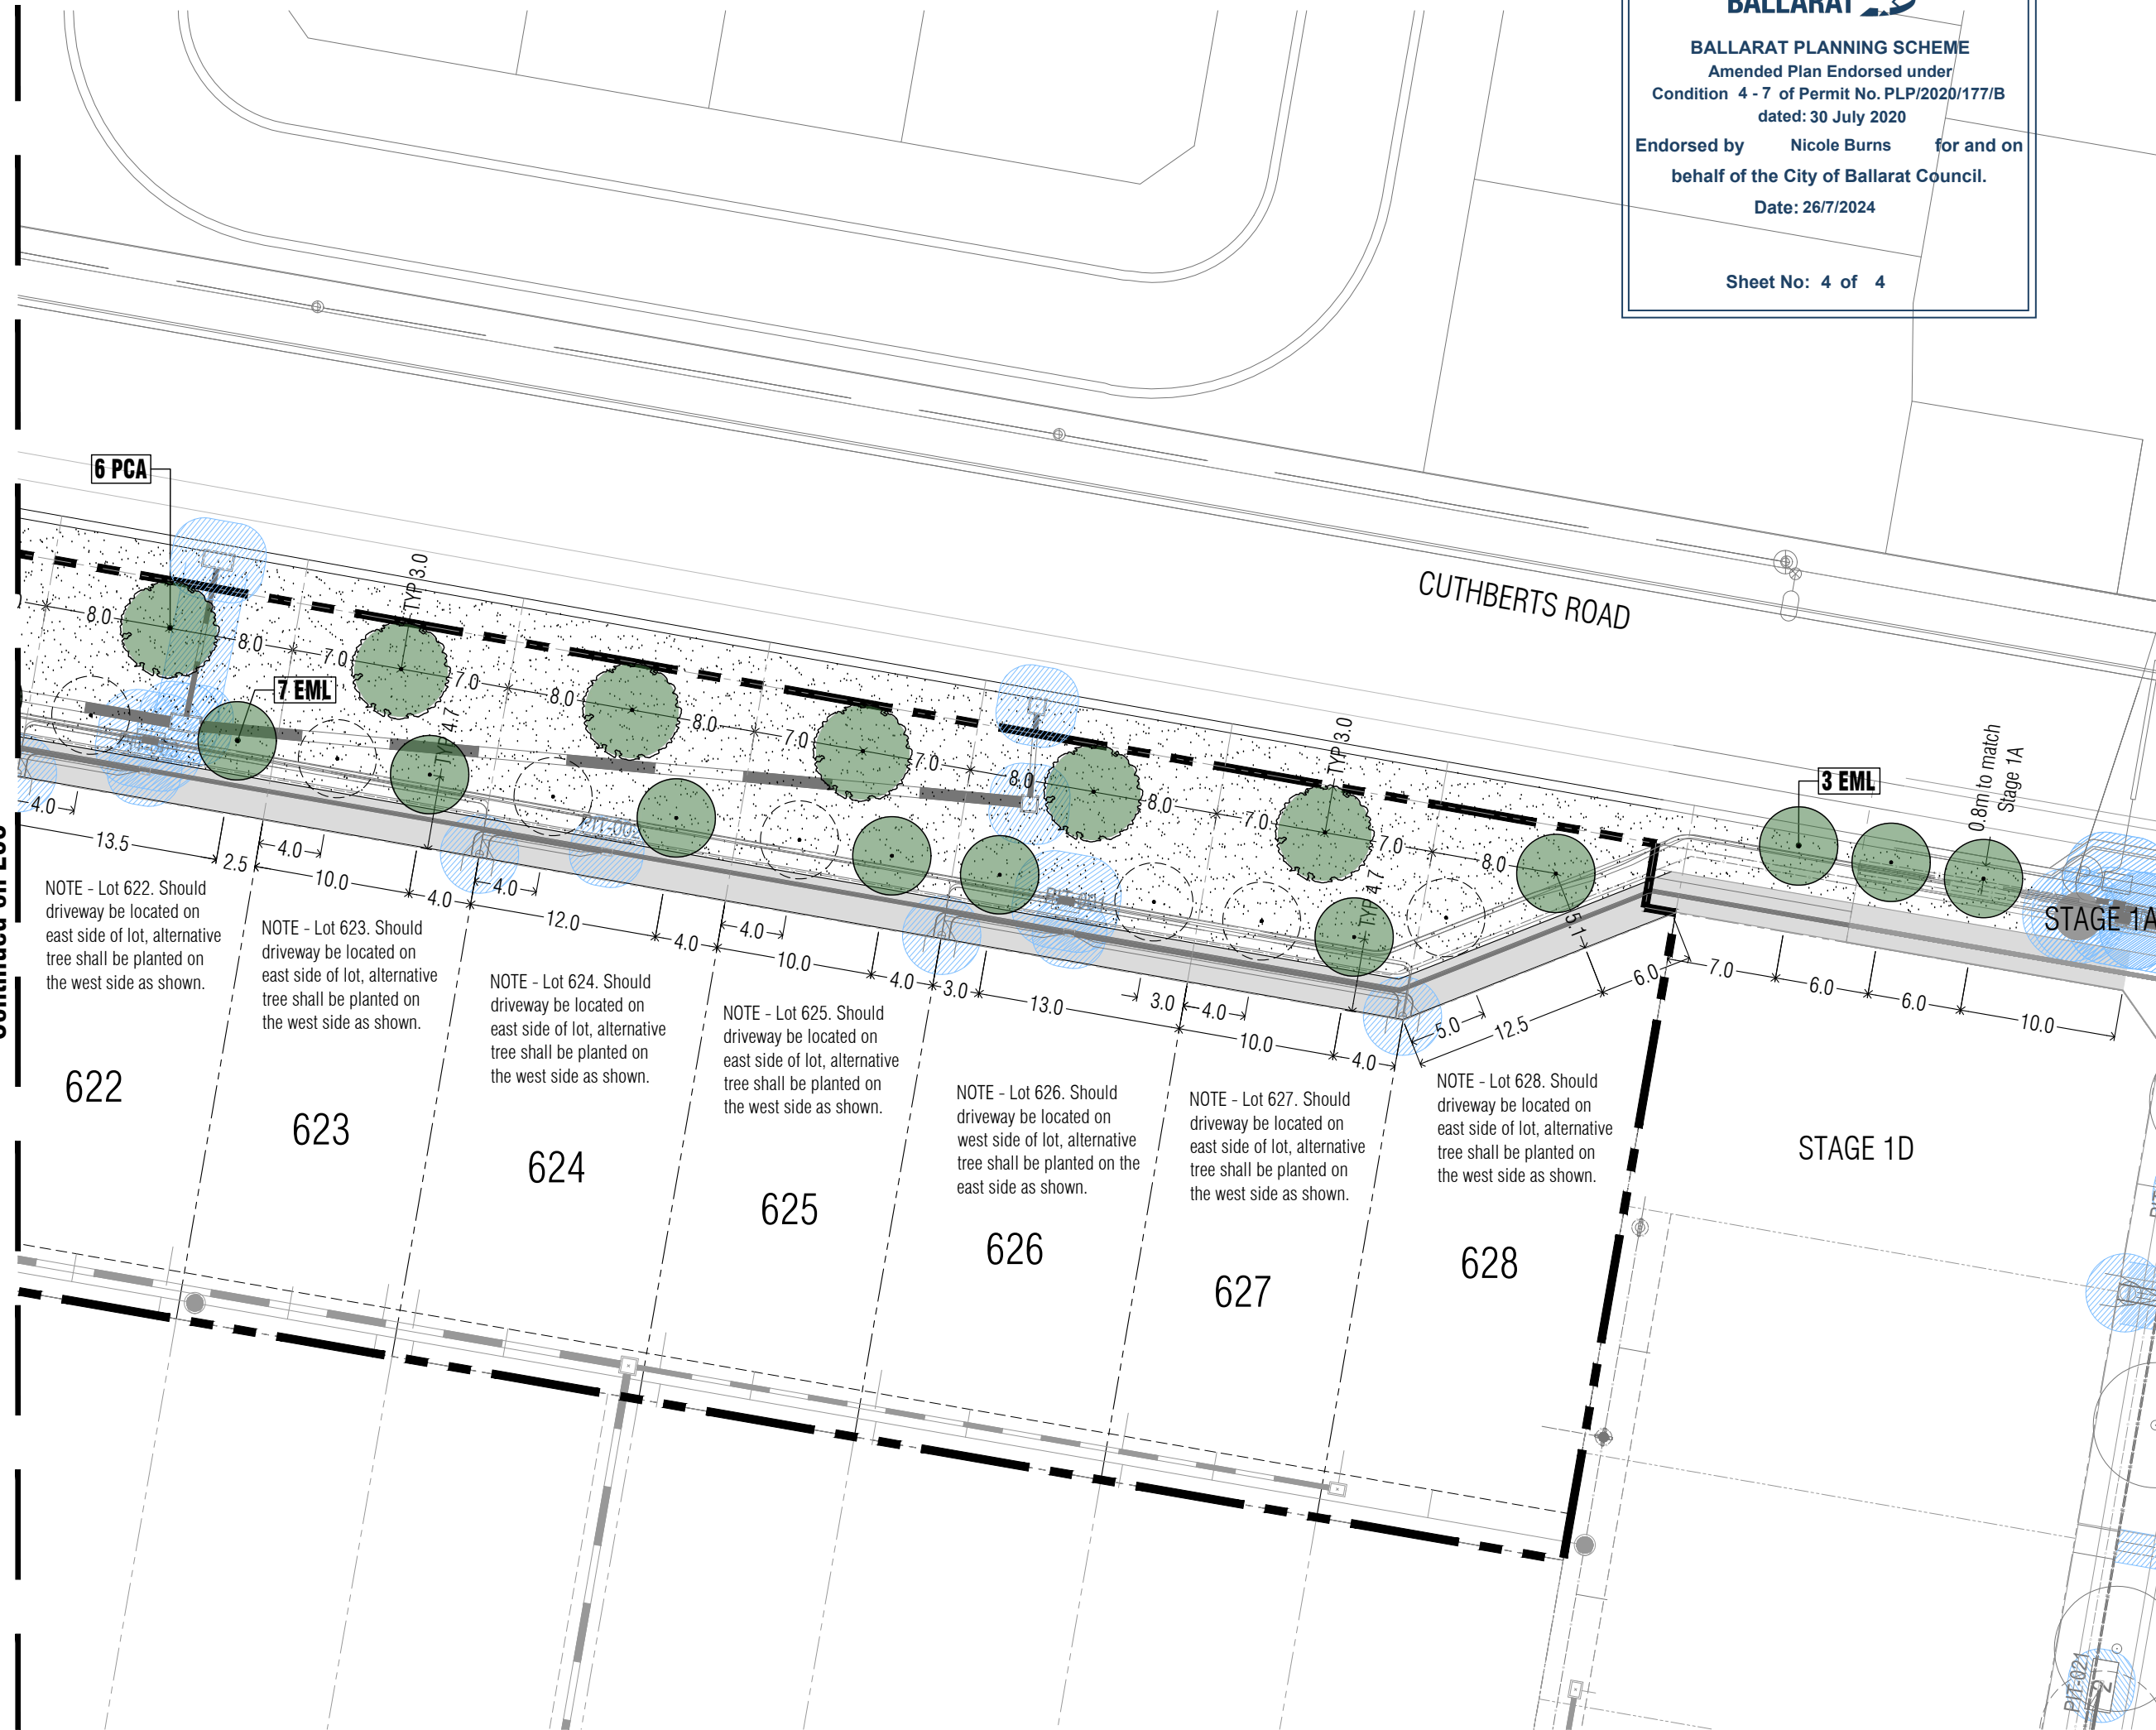 BALLARAT
BALLARAT PLANNING SCHEME
Amended Plan Endorsed under
Condition 4 - 7 of Permit No. PLP/2020/177/B
dated: 30 July 2020
Endorsed by Nicole Burns for and on
behalf of the City of Ballarat Council.
Date: 26/7/2024
Sheet No: 4 of 4
6 PCA
CUTHBERTS ROAD
TYP 3.0
8.0
8.0
7.0
7.0
8.0
8.0
7.0
7.0
8.0
8.0
7.0
7.0
8.0
TYP 3.0
7 EML
TYP 4.7
3 EML
0.8m to match
Stage 1A
STAGE 1A
PIT-00
PIT-011
TYP 4.7
5.1
4.0
13.5
2.5
4.0
10.0
4.0
4.0
12.0
4.0
4.0
10.0
4.0
3.0
13.0
3.0
4.0
10.0
4.0
5.0
12.5
6.0
7.0
6.0
6.0
10.0
Continued on
NOTE - Lot 622. Should
driveway be located on
east side of lot, alternative
tree shall be planted on
the west side as shown.
NOTE - Lot 623. Should
driveway be located on
east side of lot, alternative
tree shall be planted on
the west side as shown.
NOTE - Lot 624. Should
driveway be located on
east side of lot, alternative
tree shall be planted on
the west side as shown.
NOTE - Lot 625. Should
driveway be located on
east side of lot, alternative
tree shall be planted on
the west side as shown.
NOTE - Lot 626. Should
driveway be located on
west side of lot, alternative
tree shall be planted on the
east side as shown.
NOTE - Lot 627. Should
driveway be located on
east side of lot, alternative
tree shall be planted on
the west side as shown.
NOTE - Lot 628. Should
driveway be located on
east side of lot, alternative
tree shall be planted on
the west side as shown.
622
623
624
625
626
627
628
STAGE 1D
PIT-021
2